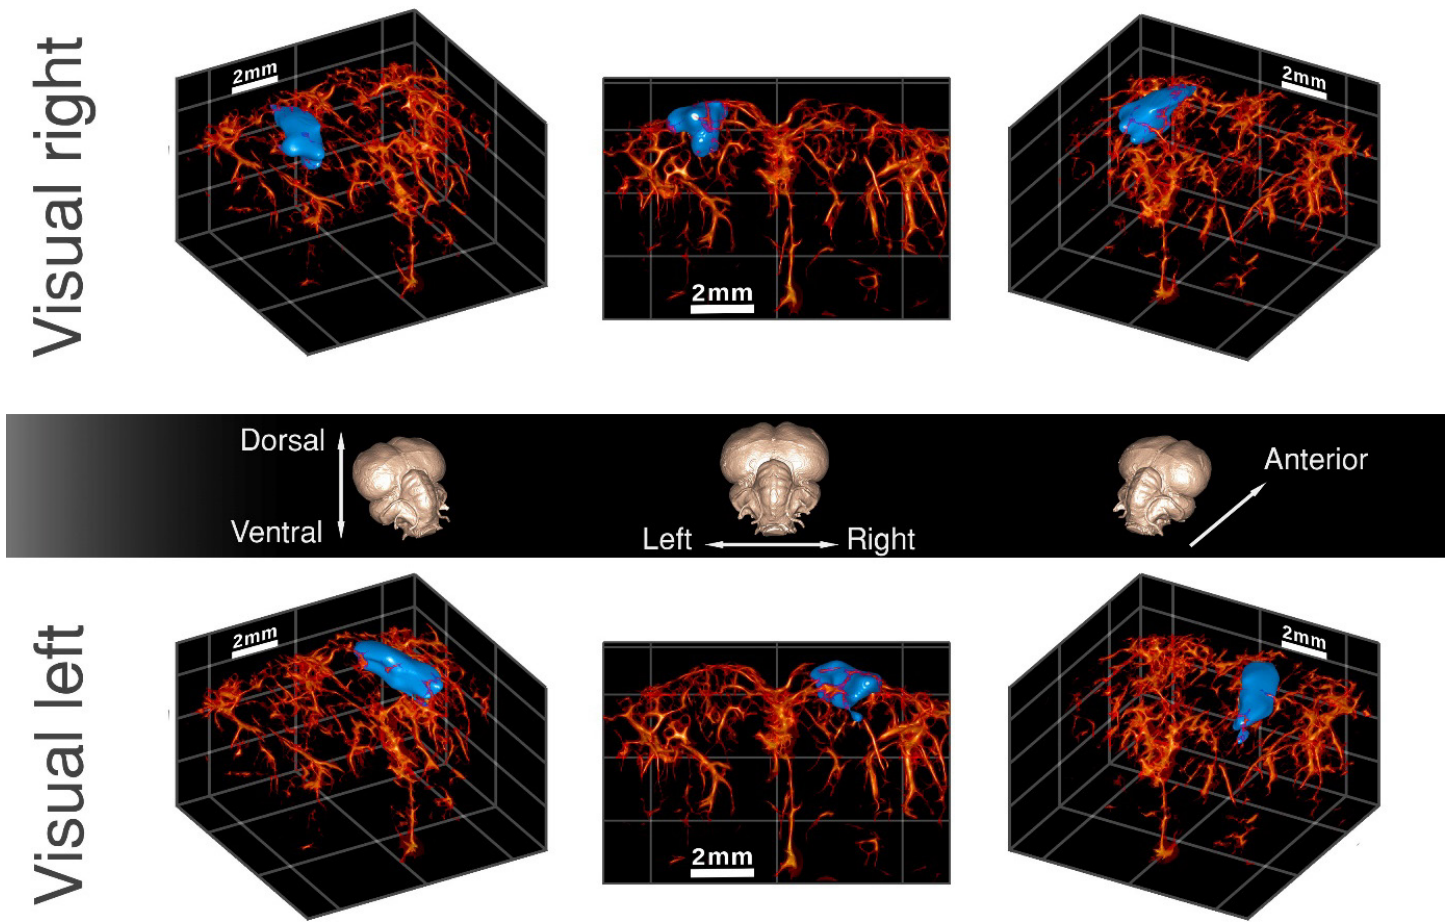 Visual right
2mm
2mm
2mm
Dorsal
Ventral
Left
Right
Anterior
Visual left
2mm
2mm
2mm